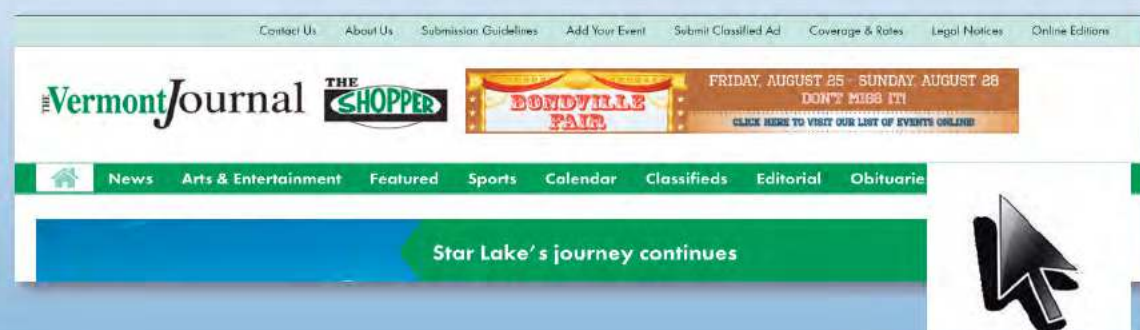 Contact Us About Us Submission Guidelines Add Your Event Submit Classified Ad Coverage & Rates Legal Notices Online Editions
THE Vermont Journal THE SHOPPER
BONDVILLE FAIR
FRIDAY, AUGUST 25 - SUNDAY, AUGUST 28
DON'T MISS IT!
CLICK HERE TO VISIT OUR LIST OF EVENTS ONLINE!
News Arts & Entertainment Featured Sports Calendar Classifieds Editorial Obituarie
Star Lake's journey continues